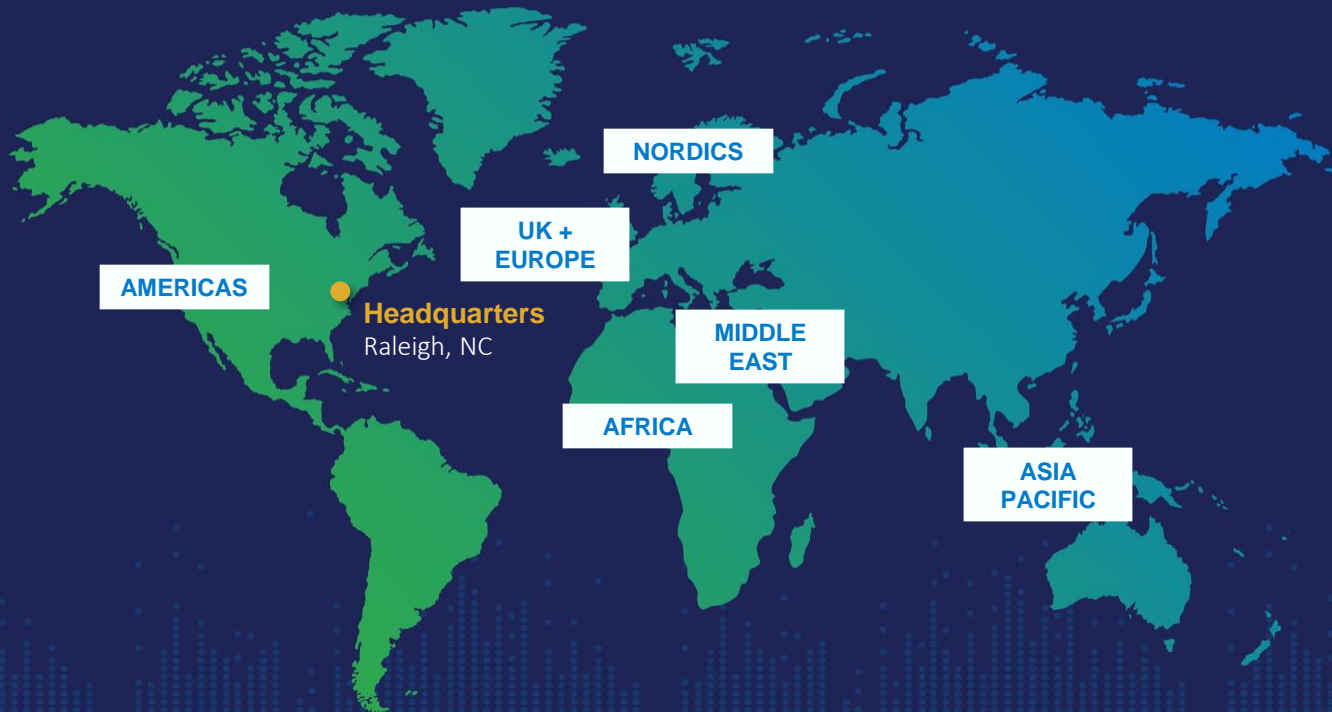 NORDICS
UK +
EUROPE
AMERICAS
Headquarters
Raleigh, NC
MIDDLE
EAST
AFRICA
ASIA
PACIFIC